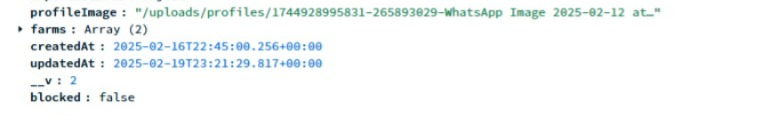 profileImage : "/uploads/profiles/1744928995831-265893029-WhatsApp Image 2025-02-12 at…"
farms : Array (2)
createdAt : 2025-02-16T22:45:00.256+00:00
updatedAt : 2025-02-19T23:21:29.817+00:00
__v : 2
blocked : false